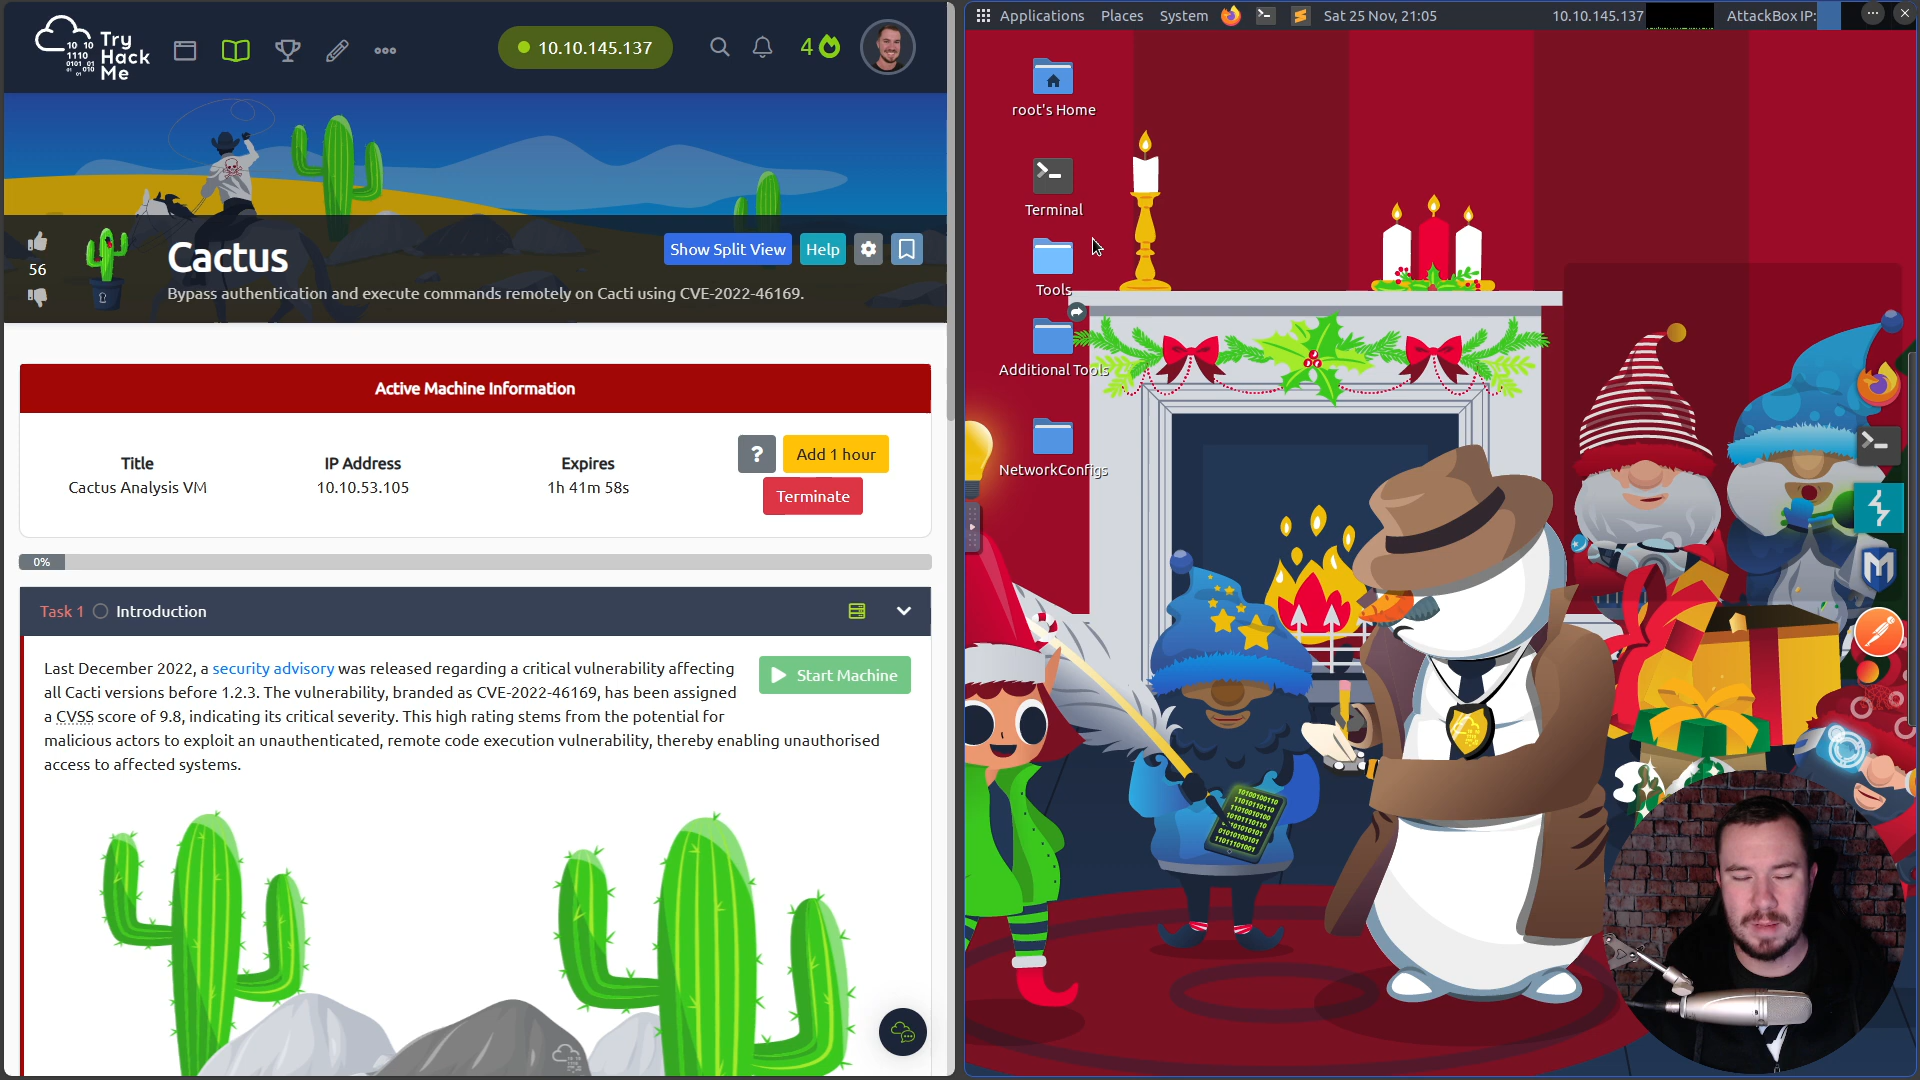 Try
Hack
Me
10.10.145.137
4
Applications
Places
System
Sat 25 Nov, 21:05
10.10.145.137
AttackBox IP:
root's Home
Terminal
Tools
Additional Tools
NetworkConfigs
56
Cactus
Bypass authentication and execute commands remotely on Cacti using CVE-2022-46169.
Show Split View
Help
Active Machine Information
Title
IP Address
Expires
? Add 1 hour
Cactus Analysis VM
10.10.53.105
1h 41m 58s
Terminate
0%
Task 1 Introduction
Last December 2022, a security advisory was released regarding a critical vulnerability affecting
all Cacti versions before 1.2.3. The vulnerability, branded as CVE-2022-46169, has been assigned
a CVSS score of 9.8, indicating its critical severity. This high rating stems from the potential for
malicious actors to exploit an unauthenticated, remote code execution vulnerability, thereby enabling unauthorised
access to affected systems.
Start Machine